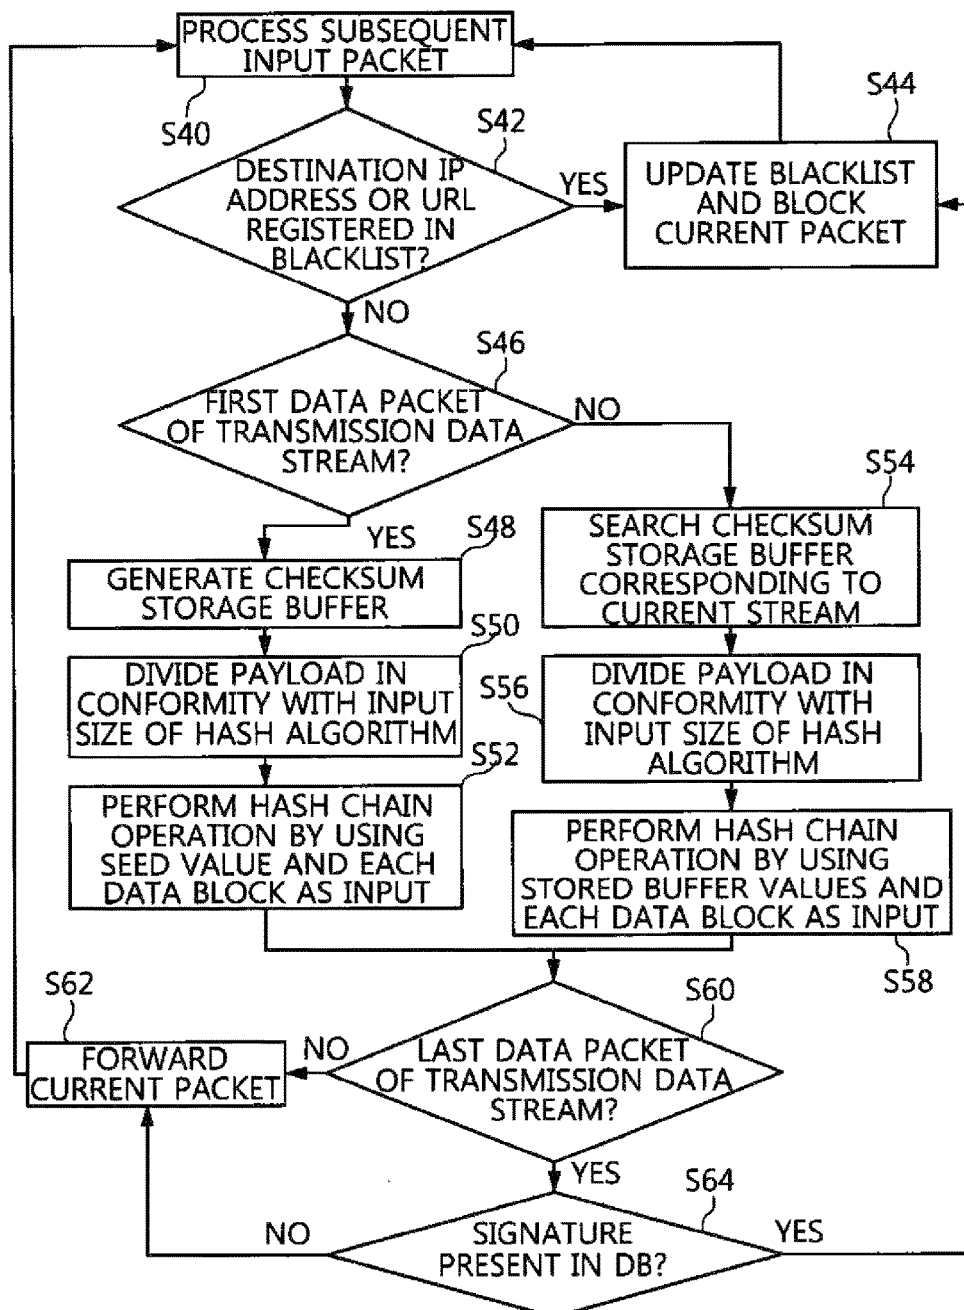 PROCESS SUBSEQUENT
INPUT PACKET
S40
S42
S44
DESTINATION IP
ADDRESS OR URL
REGISTERED IN
BLACKLIST?
YES
UPDATE BLACKLIST
AND BLOCK
CURRENT PACKET
NO
S46
FIRST DATA PACKET
OF TRANSMISSION DATA
STREAM?
NO
YES
S48
GENERATE CHECKSUM
STORAGE BUFFER
S54
SEARCH CHECKSUM
STORAGE BUFFER
CORRESPONDING TO
CURRENT STREAM
S50
DIVIDE PAYLOAD IN
CONFORMITY WITH INPUT
SIZE OF HASH ALGORITHM
S56
DIVIDE PAYLOAD IN
CONFORMITY WITH
INPUT SIZE OF HASH
ALGORITHM
S52
PERFORM HASH CHAIN
OPERATION BY USING
SEED VALUE AND EACH
DATA BLOCK AS INPUT
PERFORM HASH CHAIN
OPERATION BY USING
STORED BUFFER VALUES AND
EACH DATA BLOCK AS INPUT
S58
S60
LAST DATA PACKET
OF TRANSMISSION DATA
STREAM?
NO
S62
FORWARD
CURRENT PACKET
YES
S64
SIGNATURE
PRESENT IN DB?
NO
YES